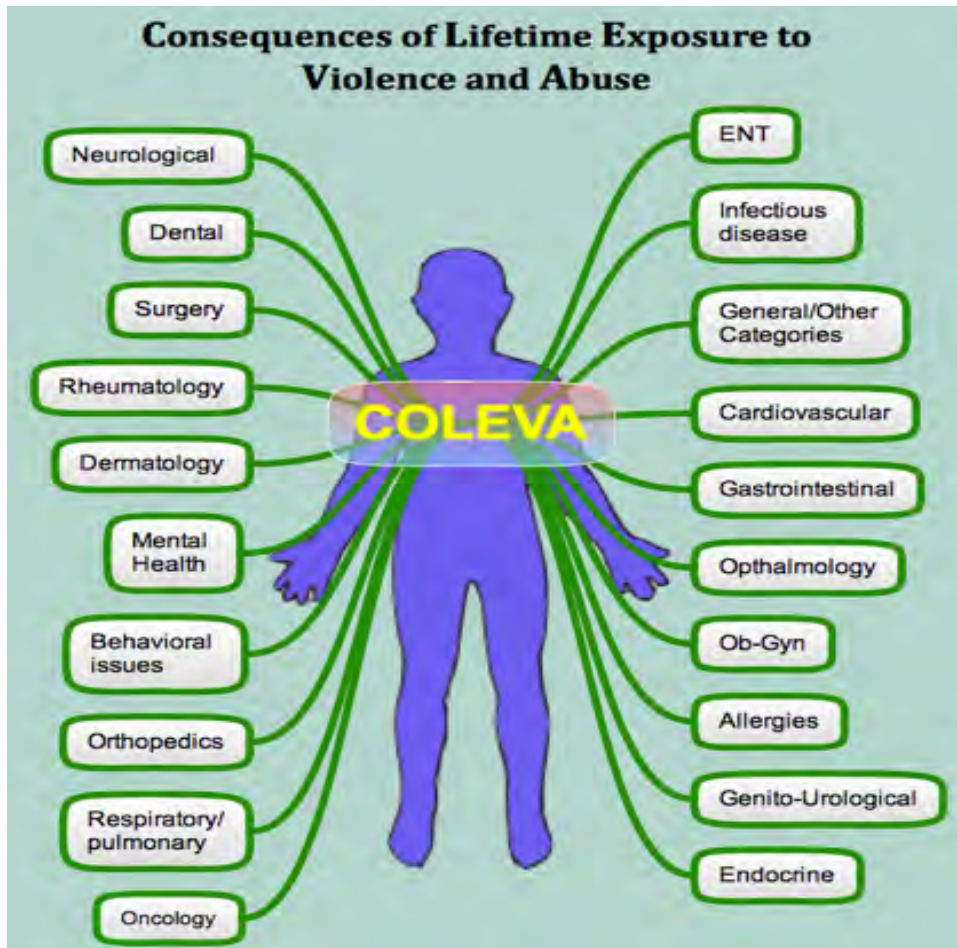 Consequences of Lifetime Exposure to
Violence and Abuse
Neurological
Dental
Surgery
Rheumatology
Dermatology
Mental
Health
Behavioral
issues
Orthopedics
Respiratory/
pulmonary
Oncology
COLEVA
ENT
Infectious
disease
General/Other
Categories
Cardiovascular
Gastrointestinal
Opthalmology
Ob-Gyn
Allergies
Genito-Urological
Endocrine